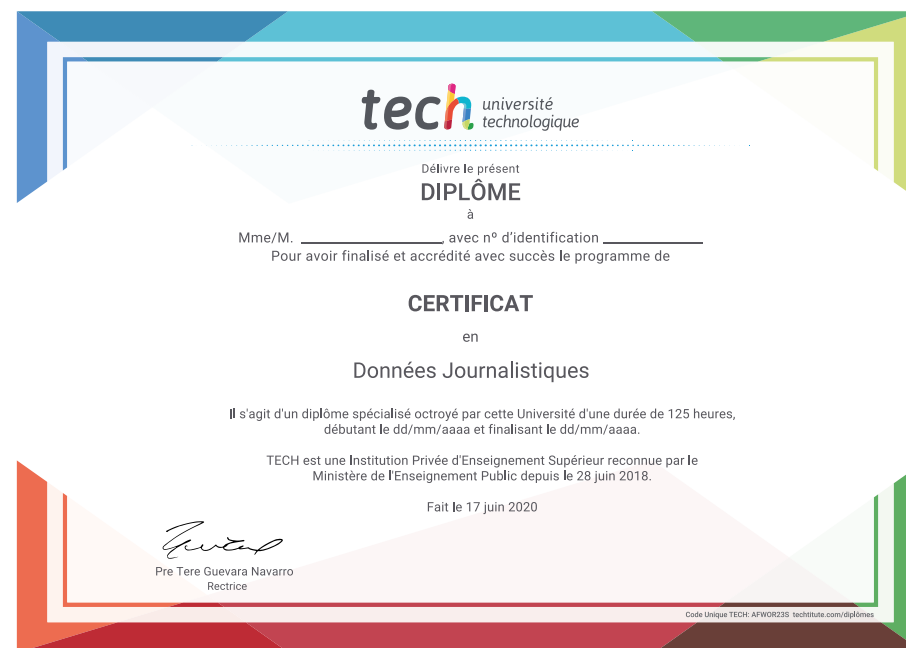 tech université
technologique
Délivre le présent
DIPLÔME
à
Mme/M. ____________________, avec nº d'identification ______________
Pour avoir finalisé et accrédité avec succès le programme de
CERTIFICAT
en
Données Journalistiques
Il s'agit d'un diplôme spécialisé octroyé par cette Université d'une durée de 125 heures,
débutant le dd/mm/aaaa et finalisant le dd/mm/aaaa.
TECH est une Institution Privée d'Enseignement Supérieur reconnue par le
Ministère de l'Enseignement Public depuis le 28 juin 2018.
Fait le 17 juin 2020
Pre Tere Guevara Navarro
Rectrice
Code Unique TECH: AFWOR23S techtitute.com/diplômes